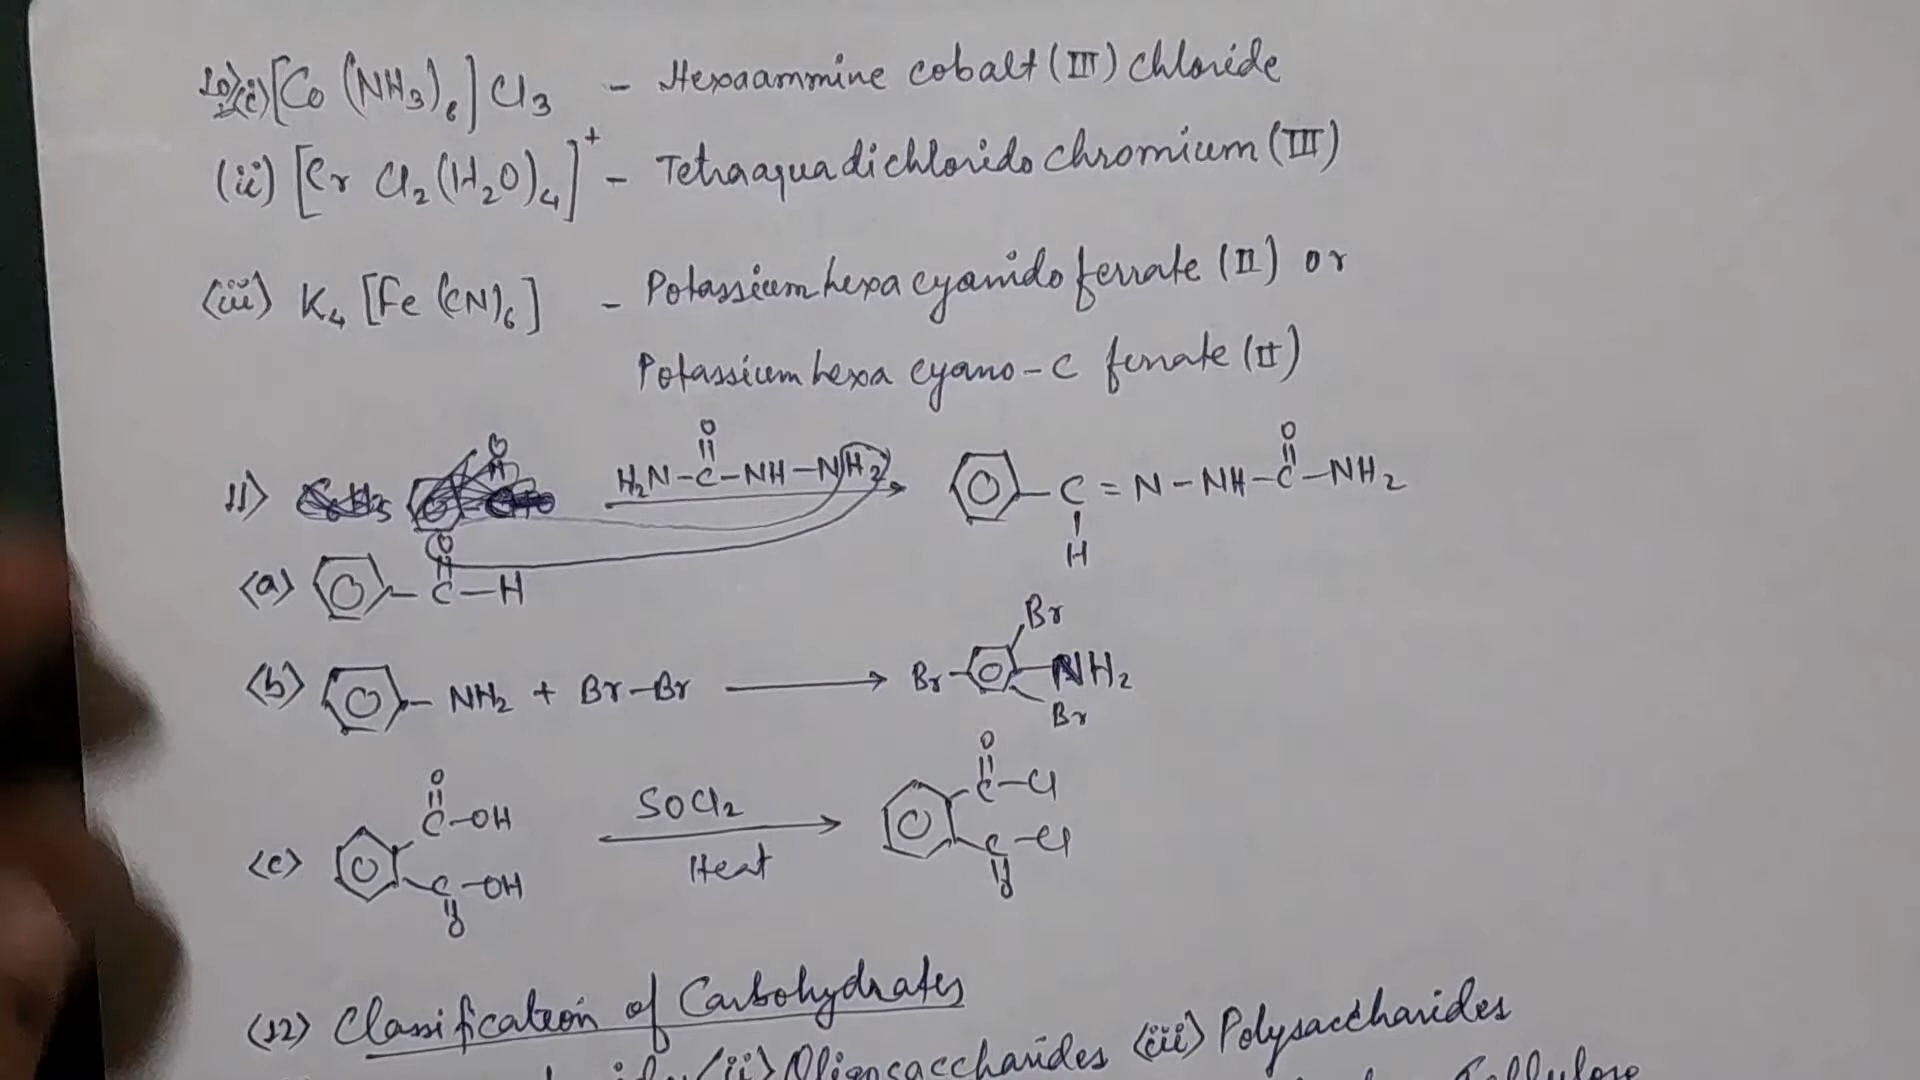 10) (i) [Co (NH3)6] Cl3 - Hexaammine cobalt (III) chloride
(ii) [Cr Cl2 (H2O)4]+ - Tetraaquadichlorido chromium (III)
(iii) K4 [Fe (CN)6] - Potassium hexa cyanido ferrate (II) or
Potassium hexa cyano-C ferrate (II)
O O
11) H2N-C-NH-NH2 C=N-NH-C-NH2
O H
(a) C-H
Br
(b) NH2 + Br-Br Br NH2
Br
O O
C-OH SOCl2 C-Cl
(c) C-OH Heat C-Cl
O O
(12) Classification of Carbohydrates
(ii) Oligosaccharides (iii) Polysaccharides
Cellulose